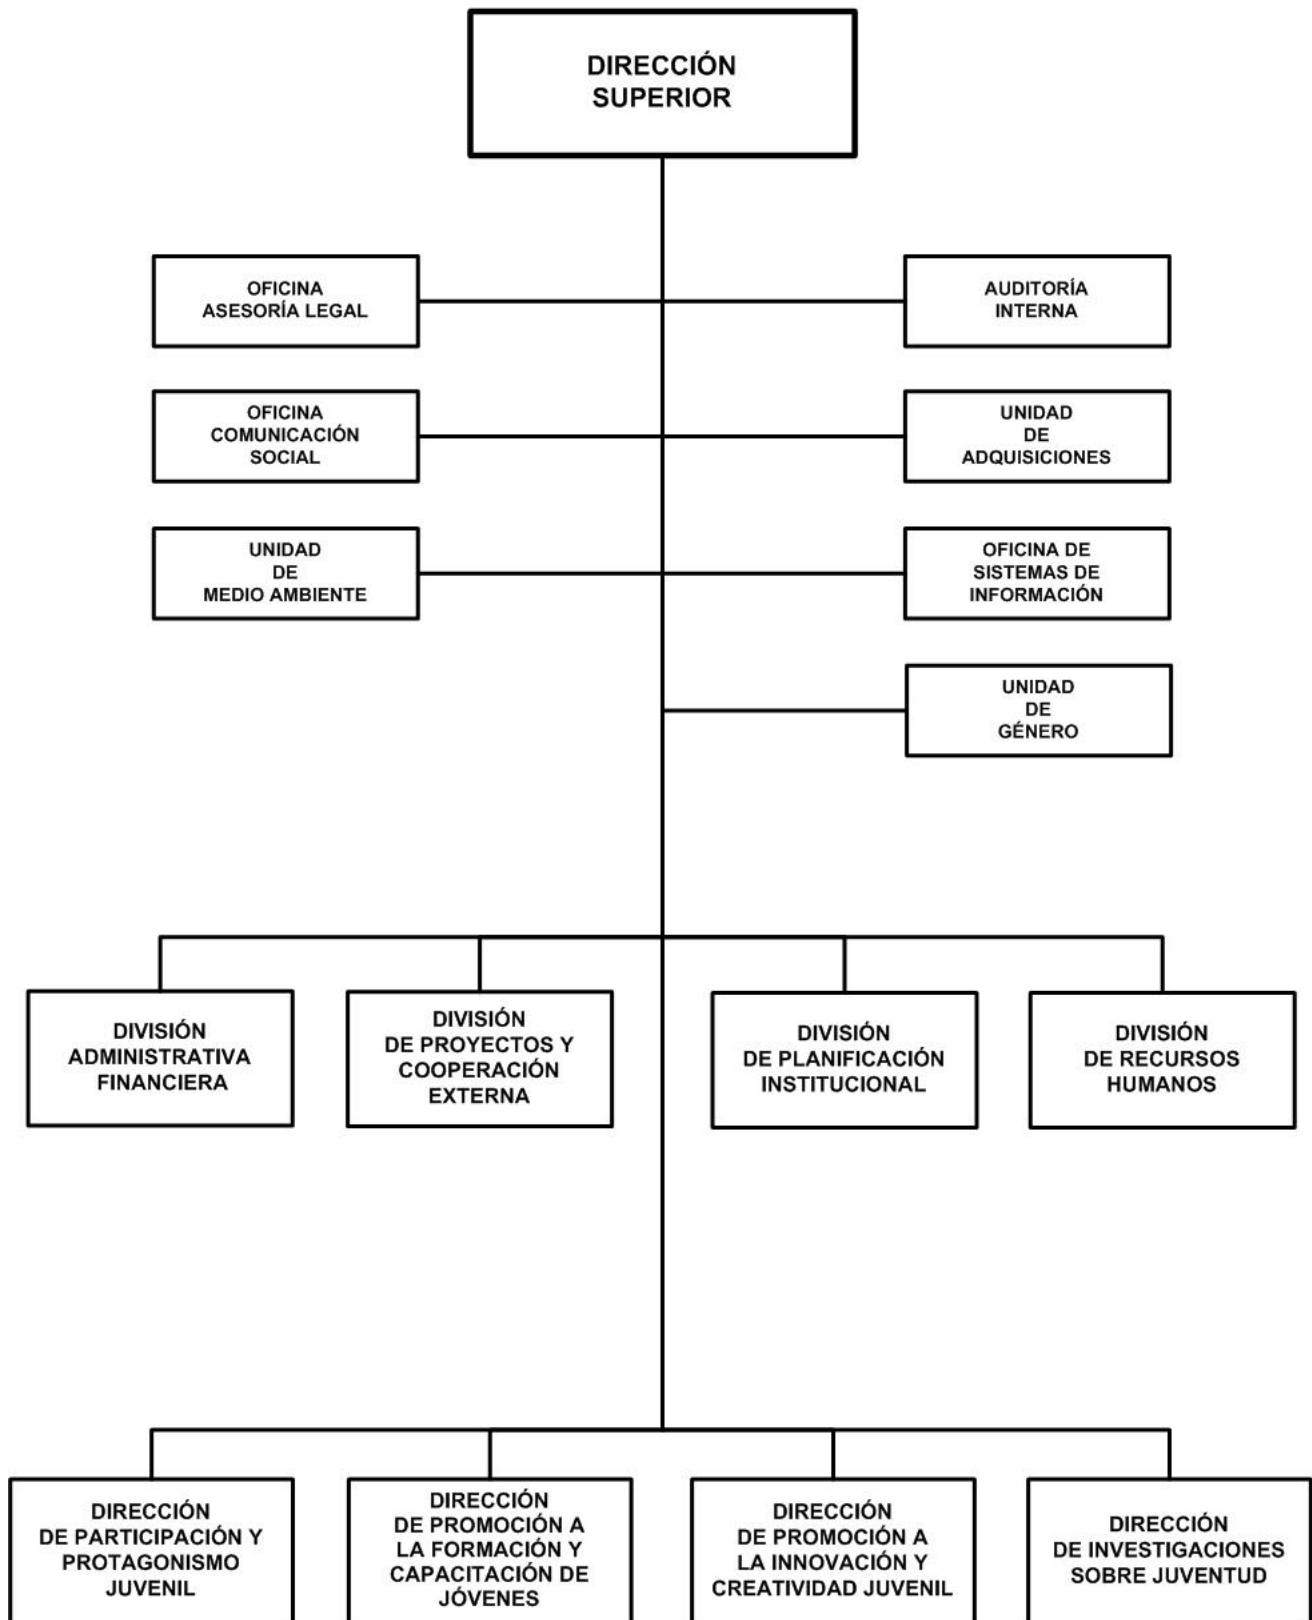 DIRECCIÓN
SUPERIOR
OFICINA
ASESORÍA LEGAL
AUDITORÍA
INTERNA
OFICINA
COMUNICACIÓN
SOCIAL
UNIDAD
DE
ADQUISICIONES
UNIDAD
DE
MEDIO AMBIENTE
OFICINA DE
SISTEMAS DE
INFORMACIÓN
UNIDAD
DE
GÉNERO
DIVISIÓN
ADMINISTRATIVA
FINANCIERA
DIVISIÓN
DE PROYECTOS Y
COOPERACIÓN
EXTERNA
DIVISIÓN
DE PLANIFICACIÓN
INSTITUCIONAL
DIVISIÓN
DE RECURSOS
HUMANOS
DIRECCIÓN
DE PARTICIPACIÓN Y
PROTAGONISMO
JUVENIL
DIRECCIÓN
DE PROMOCIÓN A
LA FORMACIÓN Y
CAPACITACIÓN DE
JÓVENES
DIRECCIÓN
DE PROMOCIÓN A
LA INNOVACIÓN Y
CREATIVIDAD JUVENIL
DIRECCIÓN
DE INVESTIGACIONES
SOBRE JUVENTUD